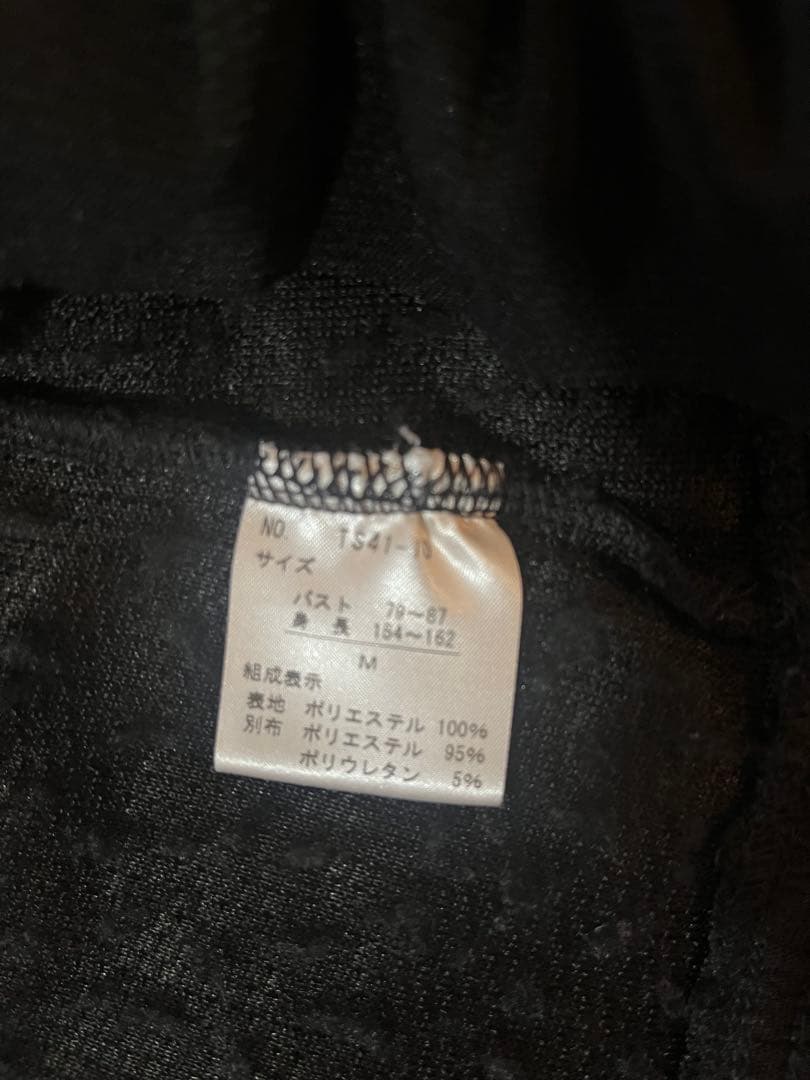 NO.
サイズ
バスト 79〜87
身長 154〜162
M
組成表示
表地 ポリエステル 100%
別布 ポリエステル 95%
ポリウレタン 5%